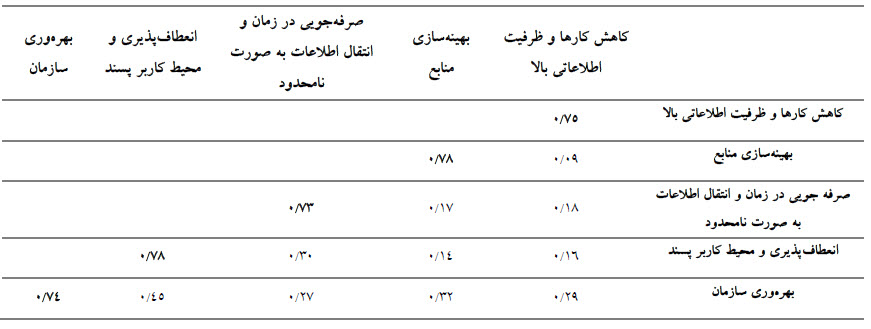 کاهش کارها و ظرفیت اطلاعاتی بالا	بهینه‌سازی منابع	صرفه‌جویی در زمان و انتقال اطلاعات به صورت نامحدود	انعطاف‌پذیری و محیط کاربر پسند	بهره‌وری سازمان
کاهش کارها و ظرفیت اطلاعاتی بالا	۰/۷۵
بهینه‌سازی منابع	۰/۰۹	۰/۷۸
صرفه جویی در زمان و انتقال اطلاعات به صورت نامحدود	۰/۱۸	۰/۱۷	۰/۷۳
انعطاف‌پذیری و محیط کاربر پسند	۰/۱۶	۰/۱٤	۰/۳۰	۰/۷۸
بهره‌وری سازمان	۰/۲۹	۰/۳۲	۰/۲۷	۰/٤٥	۰/۷٤